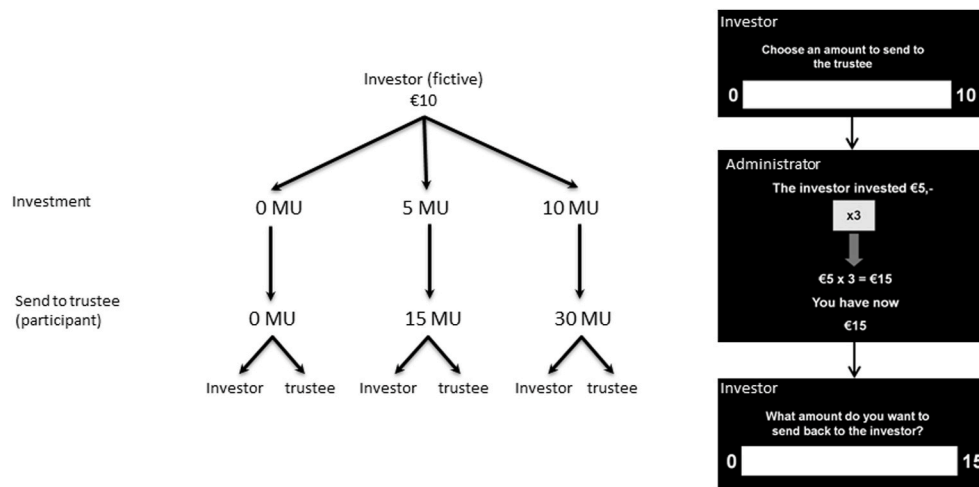 Investor (fictive)
€10
Investment
0 MU
5 MU
10 MU
Send to trustee
(participant)
0 MU
15 MU
30 MU
Investor trustee
Investor trustee
Investor trustee
Investor
Choose an amount to send to
the trustee
0
10
Administrator
The investor invested €5,-
x3
€5 x 3 = €15
You have now
€15
Investor
What amount do you want to
send back to the investor?
0
15